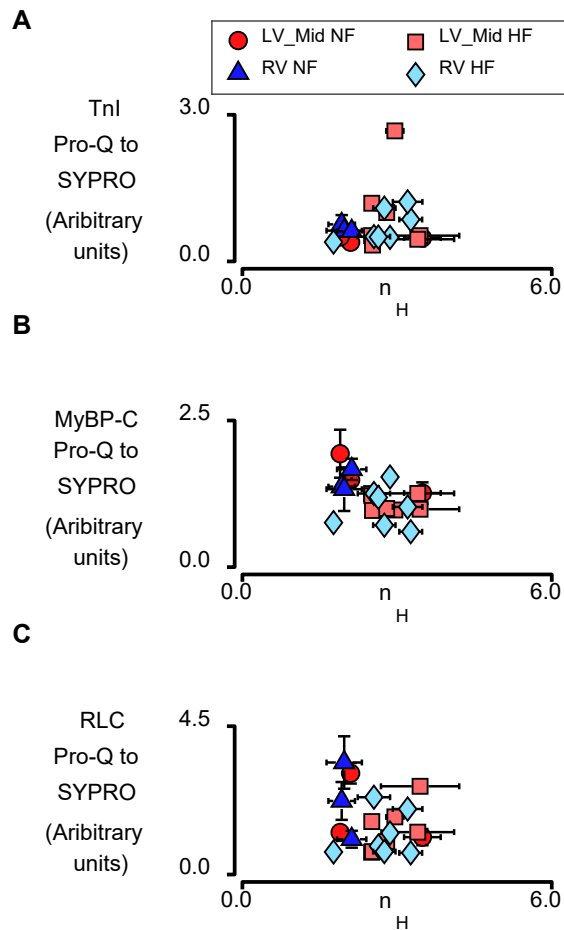 A
LV_Mid NF
LV_Mid HF
RV NF
RV HF
TnI
Pro-Q to
SYPRO
(Aribitrary
units)
3.0
0.0
0.0
n
H
6.0
B
MyBP-C
Pro-Q to
SYPRO
(Aribitrary
units)
2.5
0.0
0.0
n
H
6.0
C
RLC
Pro-Q to
SYPRO
(Aribitrary
units)
4.5
0.0
0.0
n
H
6.0